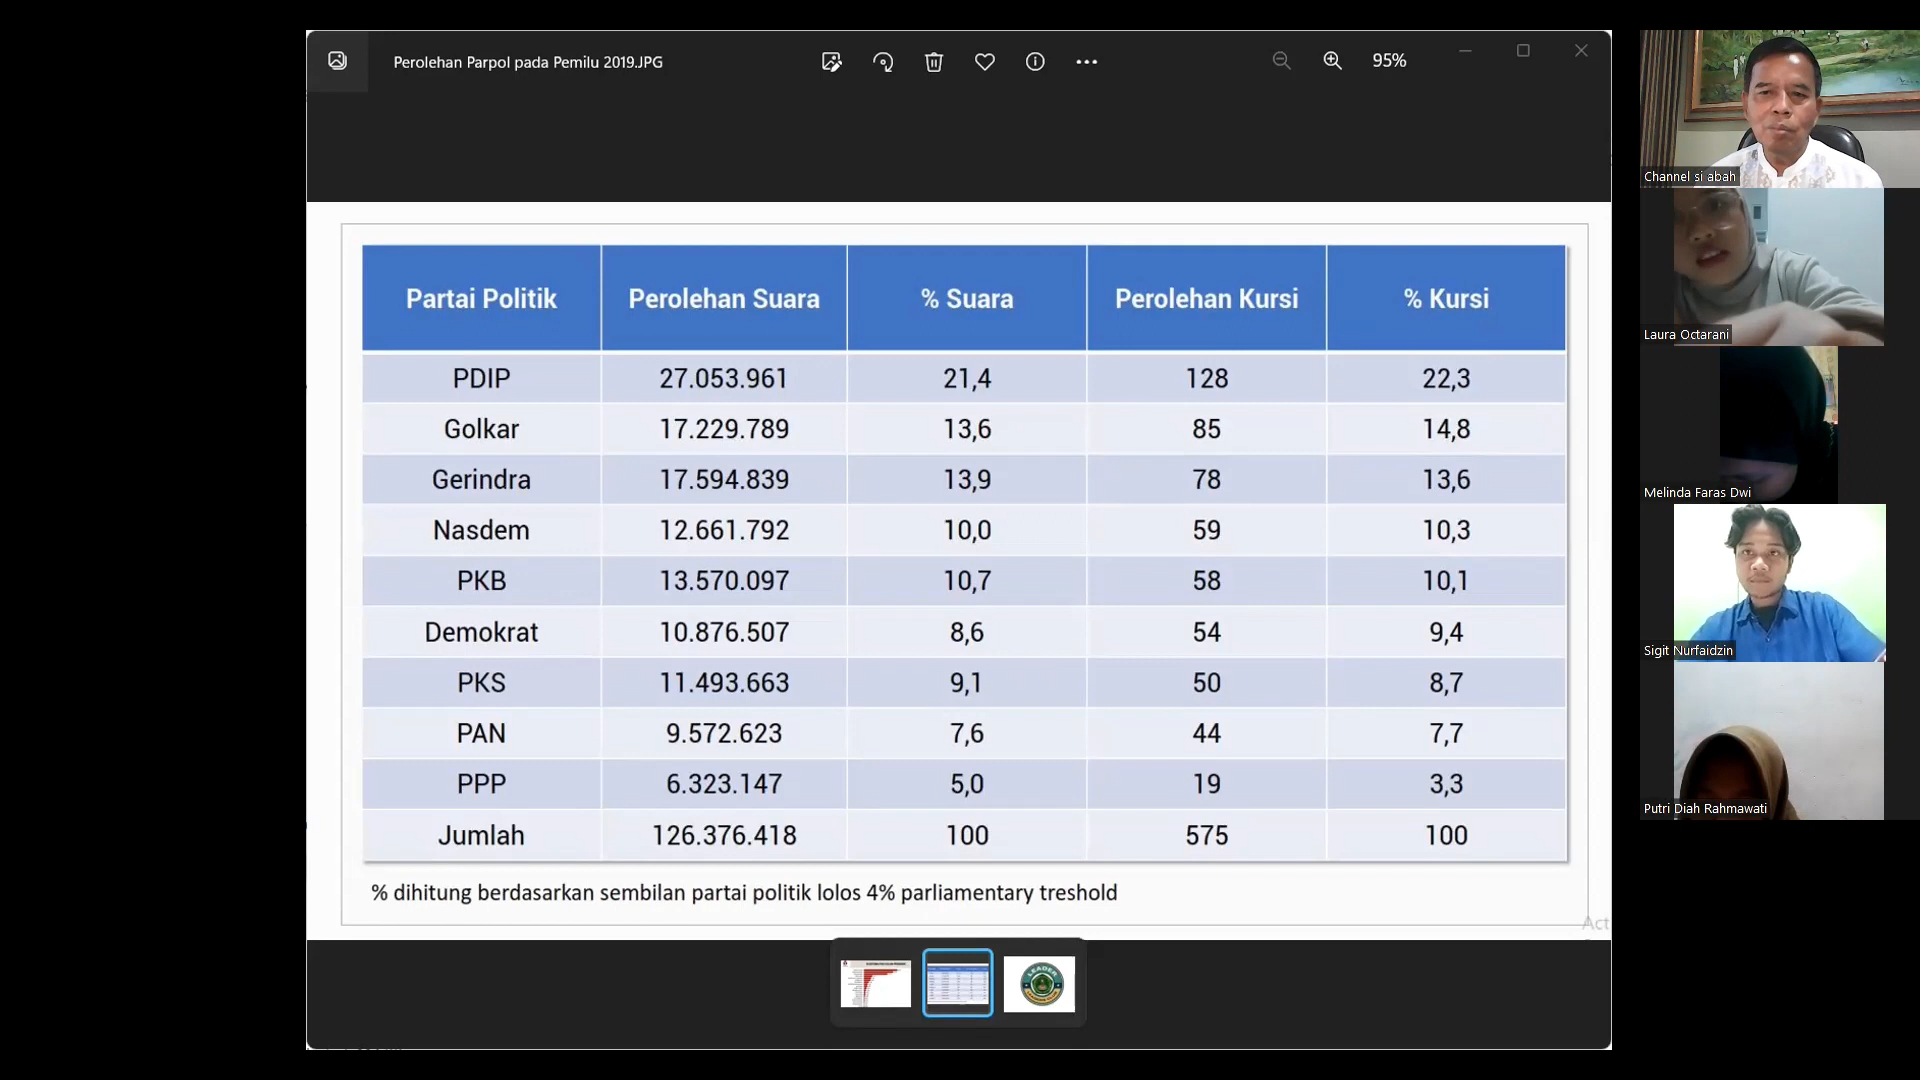 Perolehan Parpol pada Pemilu 2019.JPG
95%
Partai Politik Perolehan Suara % Suara Perolehan Kursi % Kursi
PDIP 27.053.961 21,4 128 22,3
Golkar 17.229.789 13,6 85 14,8
Gerindra 17.594.839 13,9 78 13,6
Nasdem 12.661.792 10,0 59 10,3
PKB 13.570.097 10,7 58 10,1
Demokrat 10.876.507 8,6 54 9,4
PKS 11.493.663 9,1 50 8,7
PAN 9.572.623 7,6 44 7,7
PPP 6.323.147 5,0 19 3,3
Jumlah 126.376.418 100 575 100
% dihitung berdasarkan sembilan partai politik lolos 4% parliamentary treshold
Act
LEADER
Channel si abah
Laura Octarani
Melinda Faras Dwi
Sigit Nurfaidzin
Putri Diah Rahmawati